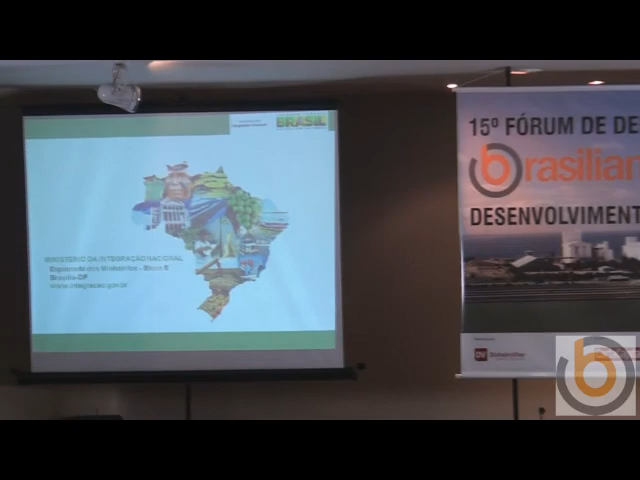 BRASIL
MINISTÉRIO DA INTEGRAÇÃO NACIONAL
Esplanada dos Ministérios - Bloco E
Brasília-DF
www.integracao.gov.br
15º FÓRUM DE DE
brasilian
DESENVOLVIMENT
b